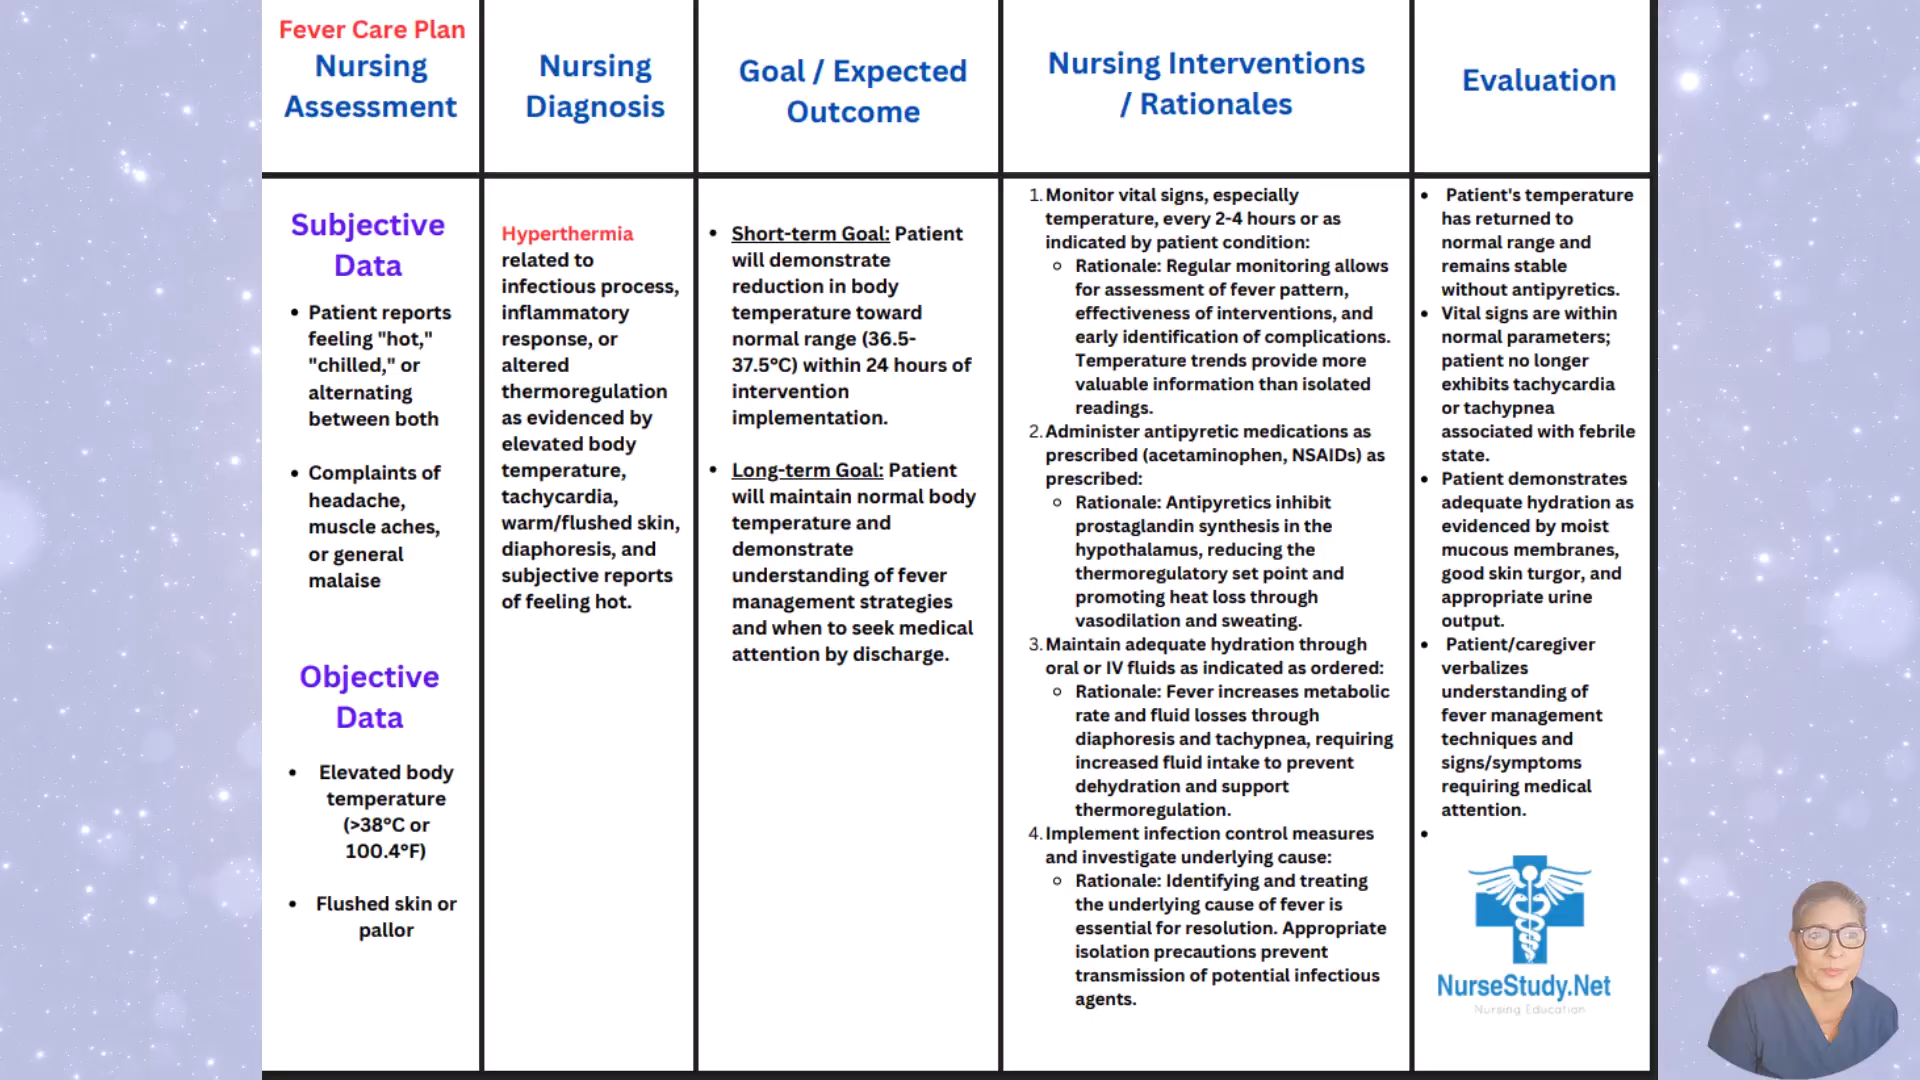 Fever Care Plan
Nursing
Assessment
Nursing
Diagnosis
Goal / Expected
Outcome
Nursing Interventions
/ Rationales
Evaluation
Subjective
Data
• Patient reports
feeling "hot,"
"chilled," or
alternating
between both
• Complaints of
headache,
muscle aches,
or general
malaise
Objective
Data
• Elevated body
temperature
(>38°C or
100.4°F)
• Flushed skin or
pallor
Hyperthermia
related to
infectious process,
inflammatory
response, or
altered
thermoregulation
as evidenced by
elevated body
temperature,
tachycardia,
warm/flushed skin,
diaphoresis, and
subjective reports
of feeling hot.
• Short-term Goal: Patient
will demonstrate
reduction in body
temperature toward
normal range (36.5-
37.5°C) within 24 hours of
intervention
implementation.
• Long-term Goal: Patient
will maintain normal body
temperature and
demonstrate
understanding of fever
management strategies
and when to seek medical
attention by discharge.
1. Monitor vital signs, especially
temperature, every 2-4 hours or as
indicated by patient condition:
○ Rationale: Regular monitoring allows
for assessment of fever pattern,
effectiveness of interventions, and
early identification of complications.
Temperature trends provide more
valuable information than isolated
readings.
2. Administer antipyretic medications as
prescribed (acetaminophen, NSAIDs) as
prescribed:
○ Rationale: Antipyretics inhibit
prostaglandin synthesis in the
hypothalamus, reducing the
thermoregulatory set point and
promoting heat loss through
vasodilation and sweating.
3. Maintain adequate hydration through
oral or IV fluids as indicated as ordered:
○ Rationale: Fever increases metabolic
rate and fluid losses through
diaphoresis and tachypnea, requiring
increased fluid intake to prevent
dehydration and support
thermoregulation.
4. Implement infection control measures
and investigate underlying cause:
○ Rationale: Identifying and treating
the underlying cause of fever is
essential for resolution. Appropriate
isolation precautions prevent
transmission of potential infectious
agents.
• Patient's temperature
has returned to
normal range and
remains stable
without antipyretics.
• Vital signs are within
normal parameters;
patient no longer
exhibits tachycardia
or tachypnea
associated with febrile
state.
• Patient demonstrates
adequate hydration as
evidenced by moist
mucous membranes,
good skin turgor, and
appropriate urine
output.
• Patient/caregiver
verbalizes
understanding of
fever management
techniques and
signs/symptoms
requiring medical
attention.
•
NurseStudy.Net
Nursing Education